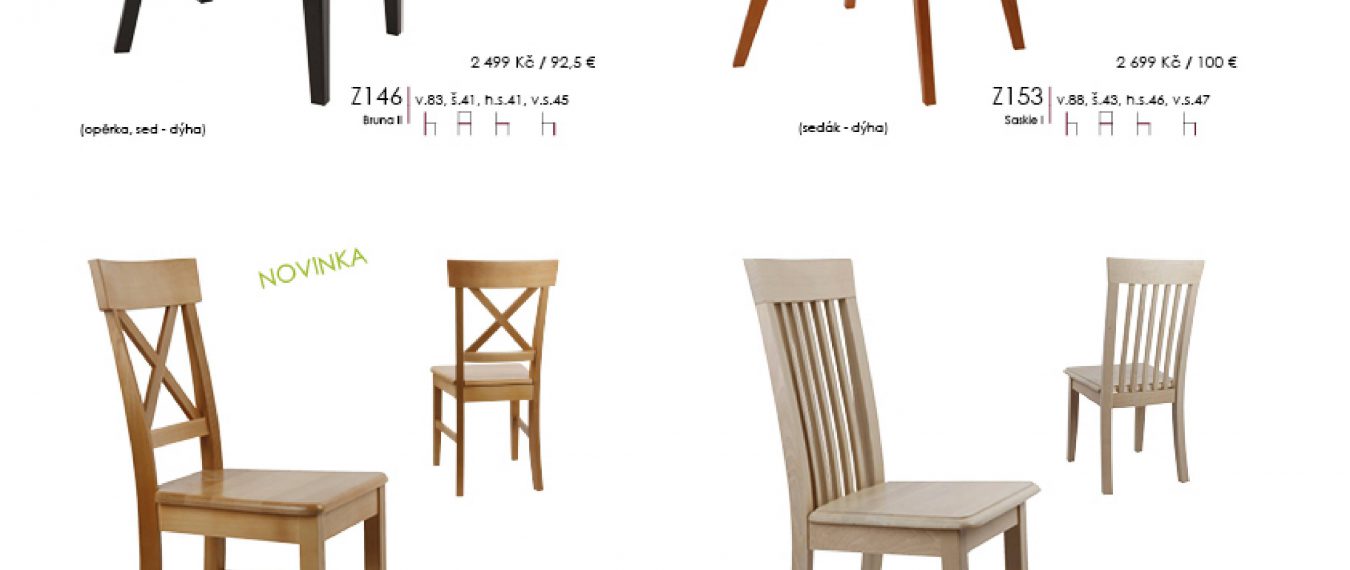 2 499 Kč / 92,5 €
Z146 v.83, š.41, h.s.41, v.s.45
Bruna II
(opěrka, sed - dýha)
2 699 Kč / 100 €
Z153 v.88, š.43, h.s.46, v.s.47
Saskie I
(sedák - dýha)
NOVINKA